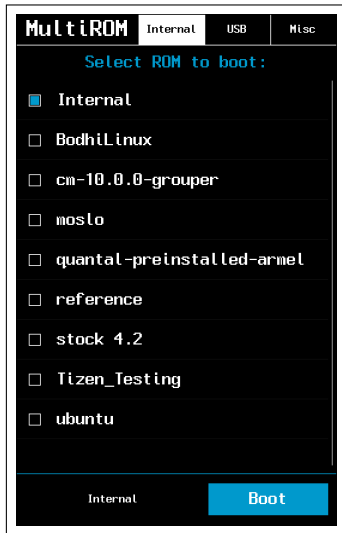 MultiROM Internal USB Misc
Select ROM to boot:
Internal
BodhiLinux
cm-10.0.0-grouper
moslo
quantal-preinstalled-armel
reference
stock 4.2
Tizen_Testing
ubuntu
Internal Boot